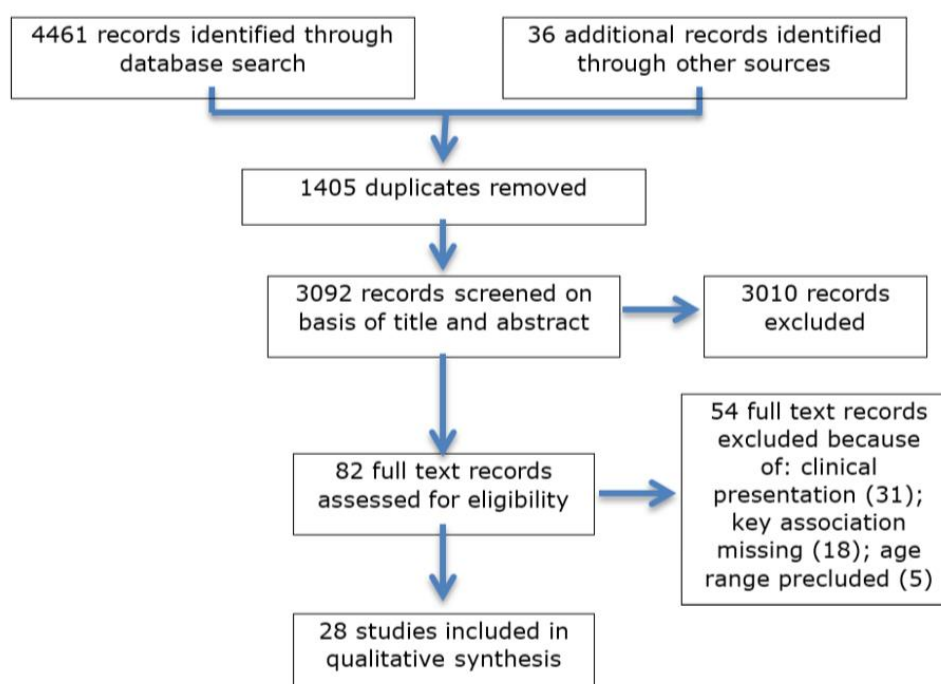 4461 records identified through
database search
36 additional records identified
through other sources
1405 duplicates removed
3092 records screened on
basis of title and abstract
3010 records
excluded
82 full text records
assessed for eligibility
54 full text records
excluded because
of: clinical
presentation (31);
key association
missing (18); age
range precluded (5)
28 studies included in
qualitative synthesis